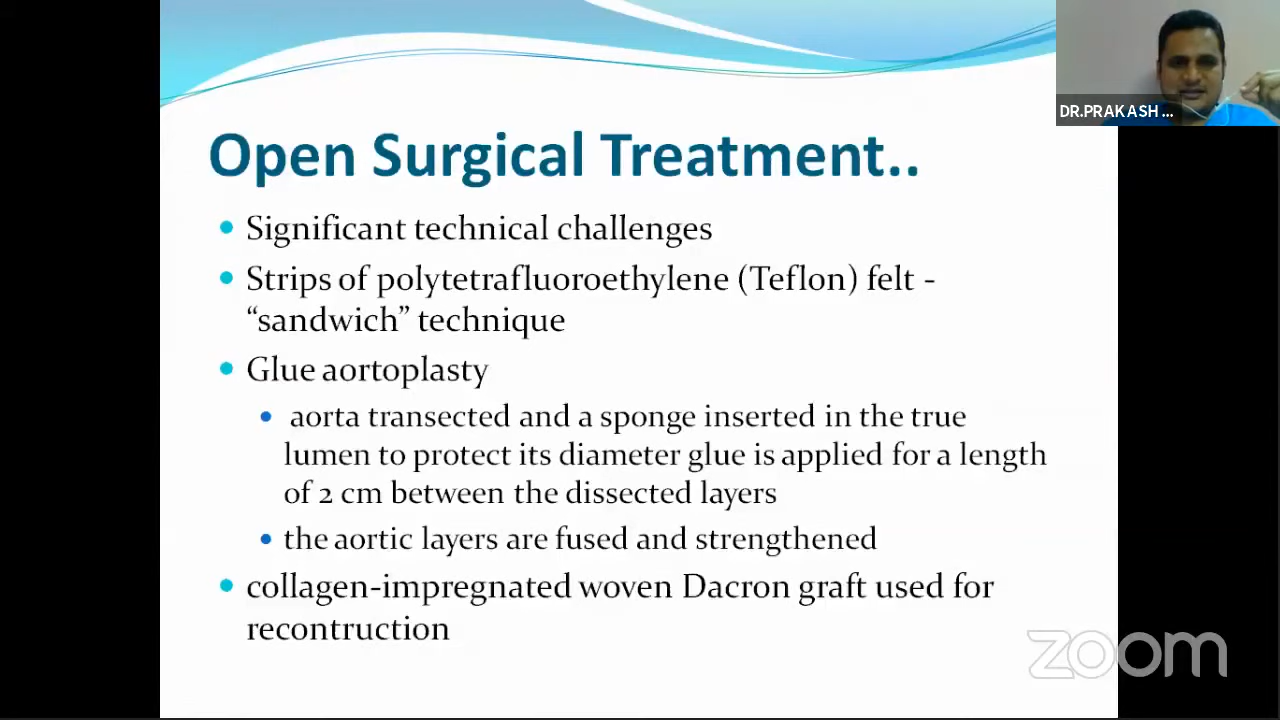 DR.PRAKASH ...
Open Surgical Treatment..
• Significant technical challenges
• Strips of polytetrafluoroethylene (Teflon) felt -
“sandwich” technique
• Glue aortoplasty
• aorta transected and a sponge inserted in the true
lumen to protect its diameter glue is applied for a length
of 2 cm between the dissected layers
• the aortic layers are fused and strengthened
• collagen-impregnated woven Dacron graft used for
recontruction
zoom